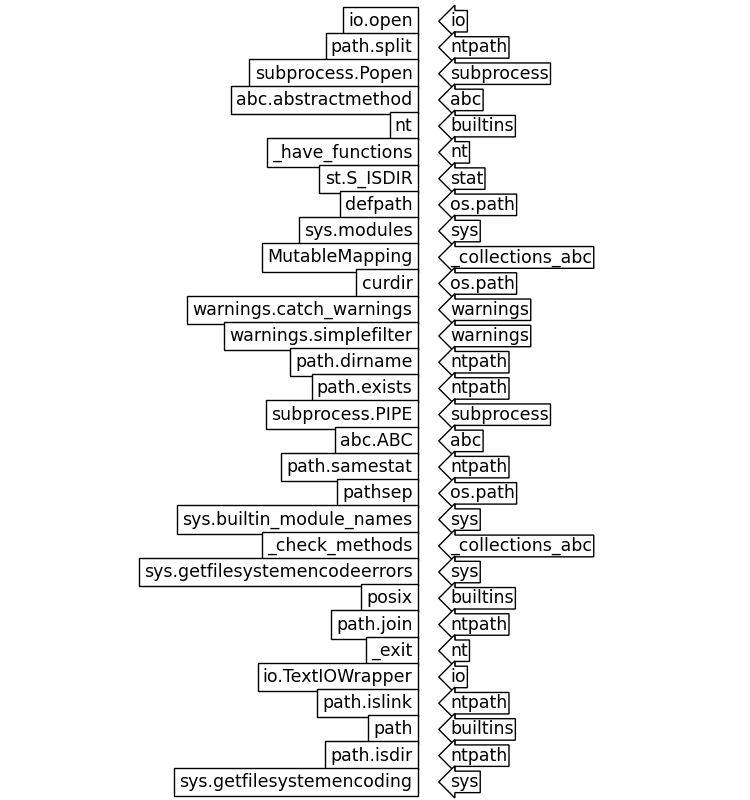 io.open io
path.split ntpath
subprocess.Popen subprocess
abc.abstractmethod abc
nt builtins
_have_functions nt
st.S_ISDIR stat
defpath os.path
sys.modules sys
MutableMapping _collections_abc
curdir os.path
warnings.catch_warnings warnings
warnings.simplefilter warnings
path.dirname ntpath
path.exists ntpath
subprocess.PIPE subprocess
abc.ABC abc
path.samestat ntpath
pathsep os.path
sys.builtin_module_names sys
_check_methods _collections_abc
sys.getfilesystemencodeerrors sys
posix builtins
path.join ntpath
_exit nt
io.TextIOWrapper io
path.islink ntpath
path builtins
path.isdir ntpath
sys.getfilesystemencoding sys